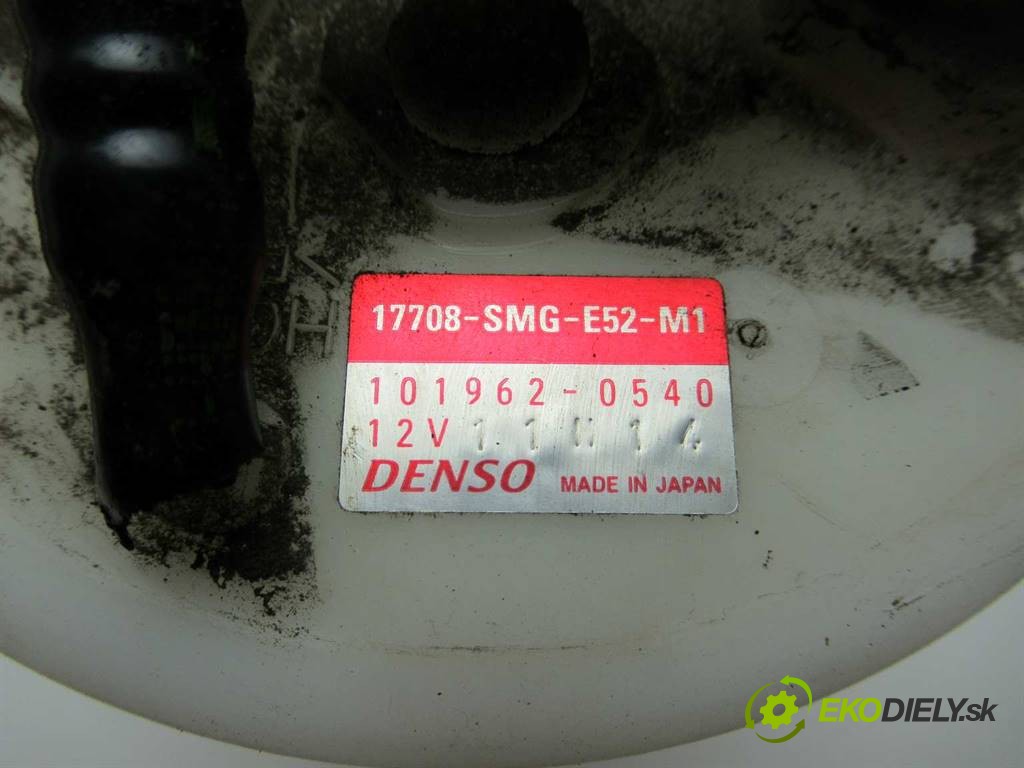 17708-SMG-E52-M1
101962-0540
12V
DENSO MADE IN JAPAN
EKODIELY.sk